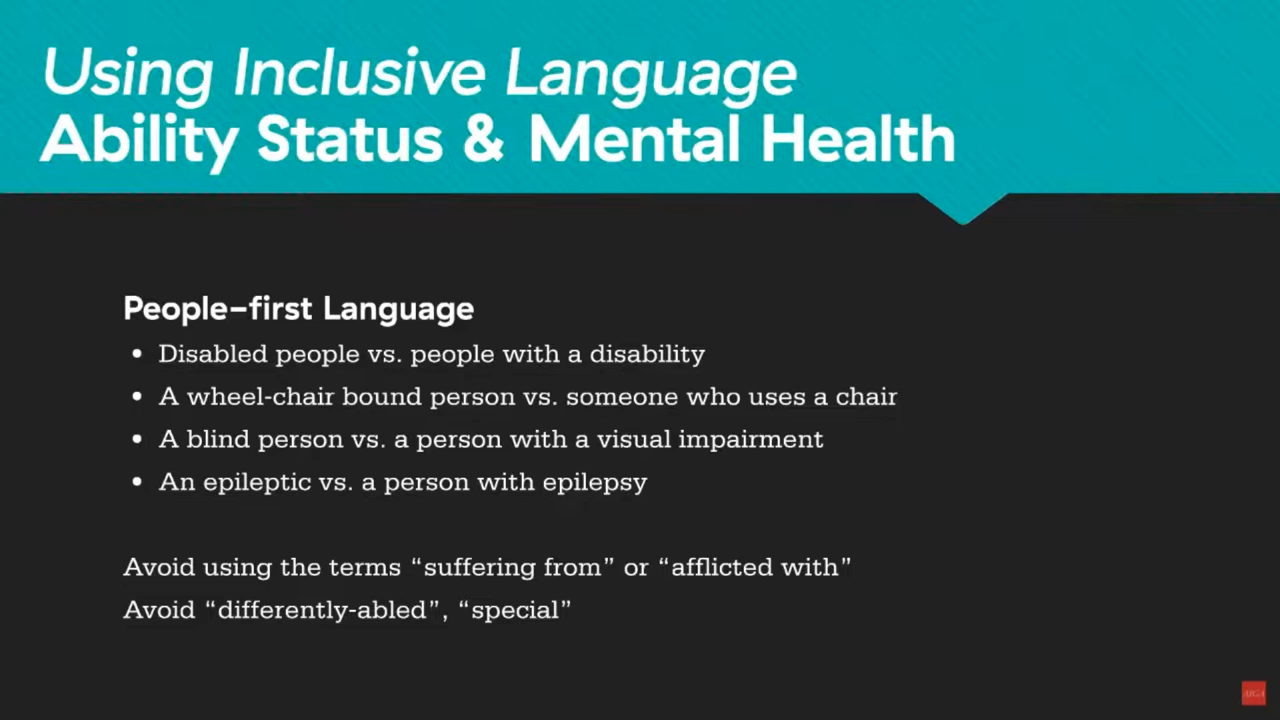 Using Inclusive Language
Ability Status & Mental Health
People-first Language
• Disabled people vs. people with a disability
• A wheel-chair bound person vs. someone who uses a chair
• A blind person vs. a person with a visual impairment
• An epileptic vs. a person with epilepsy
Avoid using the terms “suffering from” or “afflicted with”
Avoid “differently-abled”, “special”
AIGA